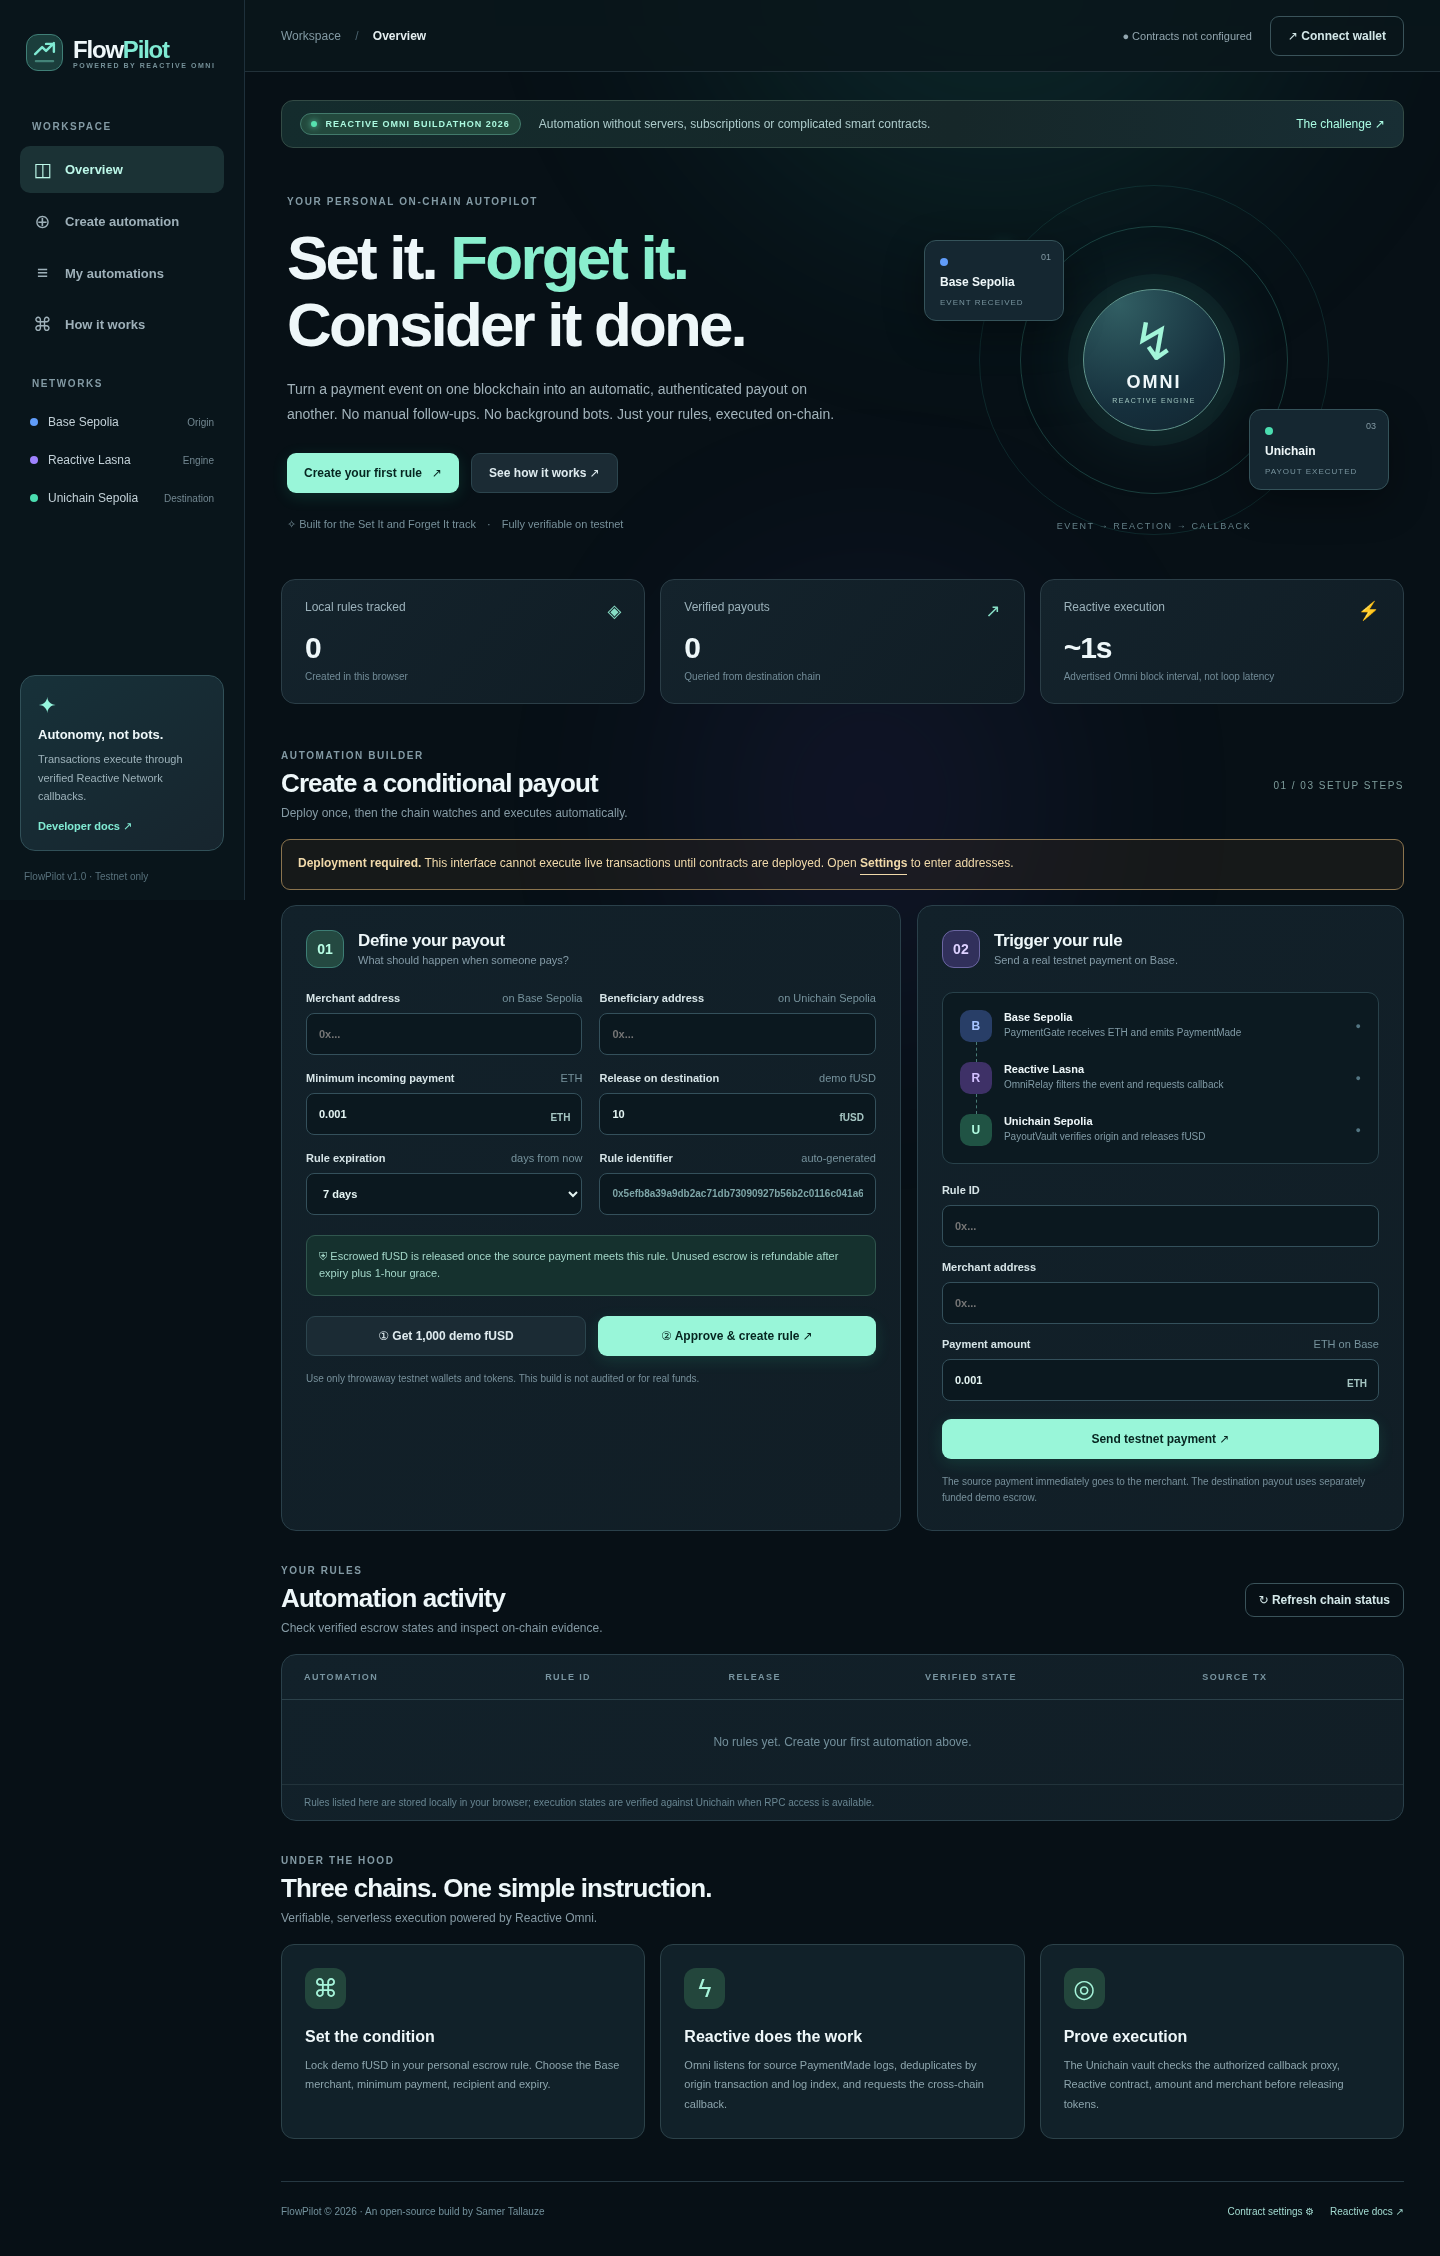 FlowPilot
POWERED BY REACTIVE OMNI
WORKSPACE
Overview
Create automation
My automations
How it works
NETWORKS
Base Sepolia Origin
Reactive Lasna Engine
Unichain Sepolia Destination
Autonomy, not bots.
Transactions execute through
verified Reactive Network
callbacks.
Developer docs ↗
FlowPilot v1.0 · Testnet only
Workspace / Overview
● Contracts not configured
↗ Connect wallet
REACTIVE OMNI BUILDATHON 2026
Automation without servers, subscriptions or complicated smart contracts.
The challenge ↗
YOUR PERSONAL ON-CHAIN AUTOPILOT
Set it. Forget it.
Consider it done.
Turn a payment event on one blockchain into an automatic, authenticated payout on
another. No manual follow-ups. No background bots. Just your rules, executed on-chain.
Create your first rule ↗
See how it works ↗
✧ Built for the Set It and Forget It track · Fully verifiable on testnet
01
Base Sepolia
EVENT RECEIVED
OMNI
REACTIVE ENGINE
03
Unichain
PAYOUT EXECUTED
EVENT → REACTION → CALLBACK
Local rules tracked
0
Created in this browser
Verified payouts
0
Queried from destination chain
Reactive execution
~1s
Advertised Omni block interval, not loop latency
AUTOMATION BUILDER
Create a conditional payout
Deploy once, then the chain watches and executes automatically.
01 / 03 SETUP STEPS
Deployment required. This interface cannot execute live transactions until contracts are deployed. Open Settings to enter addresses.
01
Define your payout
What should happen when someone pays?
Merchant address on Base Sepolia
0x...
Beneficiary address on Unichain Sepolia
0x...
Minimum incoming payment ETH
0.001 ETH
Release on destination demo fUSD
10 fUSD
Rule expiration days from now
7 days
Rule identifier auto-generated
0x5efb8a39a9db2ac71db73090927b56b2c0116c041a6
⛨ Escrowed fUSD is released once the source payment meets this rule. Unused escrow is refundable after
expiry plus 1-hour grace.
① Get 1,000 demo fUSD
② Approve & create rule ↗
Use only throwaway testnet wallets and tokens. This build is not audited or for real funds.
02
Trigger your rule
Send a real testnet payment on Base.
B
Base Sepolia
PaymentGate receives ETH and emits PaymentMade
R
Reactive Lasna
OmniRelay filters the event and requests callback
U
Unichain Sepolia
PayoutVault verifies origin and releases fUSD
Rule ID
0x...
Merchant address
0x...
Payment amount ETH on Base
0.001 ETH
Send testnet payment ↗
The source payment immediately goes to the merchant. The destination payout uses separately
funded demo escrow.
YOUR RULES
Automation activity
Check verified escrow states and inspect on-chain evidence.
↻ Refresh chain status
AUTOMATION RULE ID RELEASE VERIFIED STATE SOURCE TX
No rules yet. Create your first automation above.
Rules listed here are stored locally in your browser; execution states are verified against Unichain when RPC access is available.
UNDER THE HOOD
Three chains. One simple instruction.
Verifiable, serverless execution powered by Reactive Omni.
Set the condition
Lock demo fUSD in your personal escrow rule. Choose the Base
merchant, minimum payment, recipient and expiry.
Reactive does the work
Omni listens for source PaymentMade logs, deduplicates by
origin transaction and log index, and requests the cross-chain
callback.
Prove execution
The Unichain vault checks the authorized callback proxy,
Reactive contract, amount and merchant before releasing
tokens.
FlowPilot © 2026 · An open-source build by Samer Tallauze
Contract settings ⚙ Reactive docs ↗